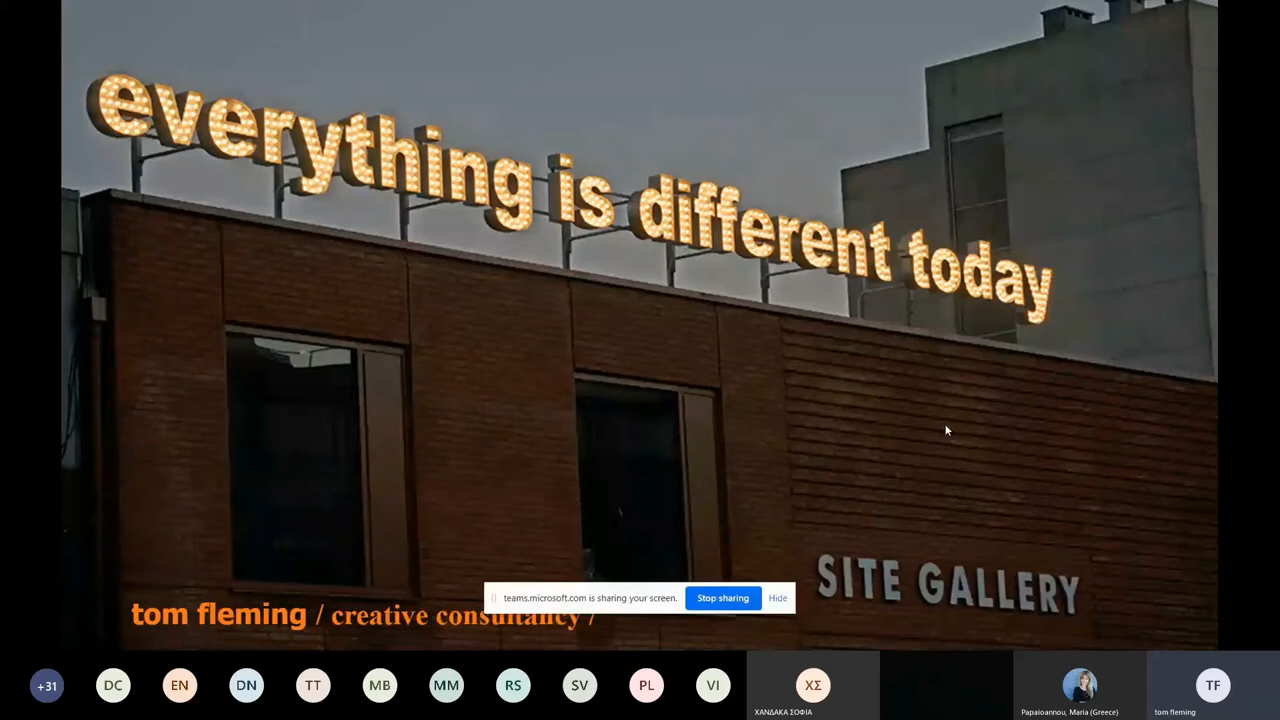 everything is different today
SITE GALLERY
teams.microsoft.com is sharing your screen. Stop sharing Hide
tom fleming / creative consultancy /
+31 DC EN DN TT MB MM RS SV PL VI ΧΣ TF
ΧΑΝΔΑΚΑ ΣΟΦΙΑ Papaioannou, Maria (Greece) tom fleming